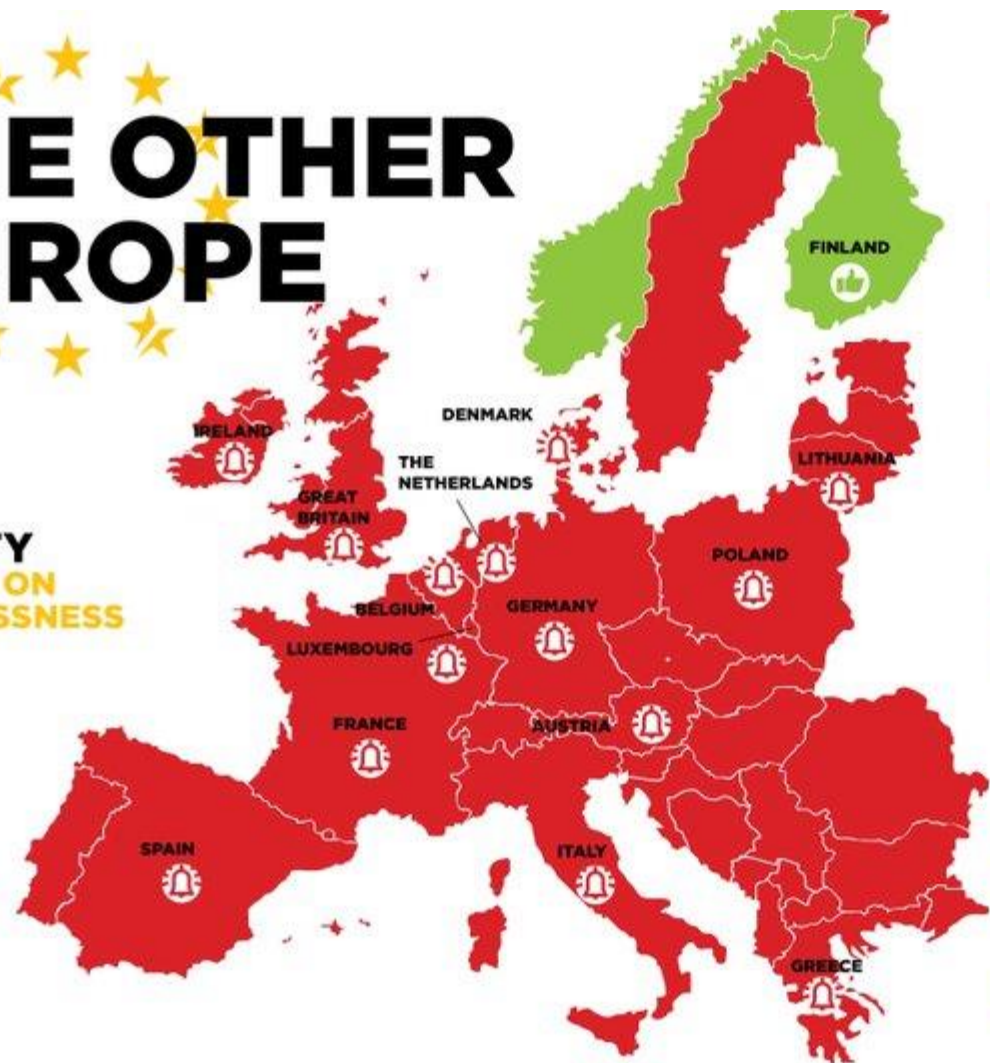 E OTHER
ROPE
FINLAND
DENMARK
IRELAND
THE
NETHERLANDS
LITHUANIA
GREAT
BRITAIN
TY
ON
SSNESS
POLAND
BELGIUM
GERMANY
LUXEMBOURG
FRANCE
AUSTRIA
SPAIN
ITALY
GREECE